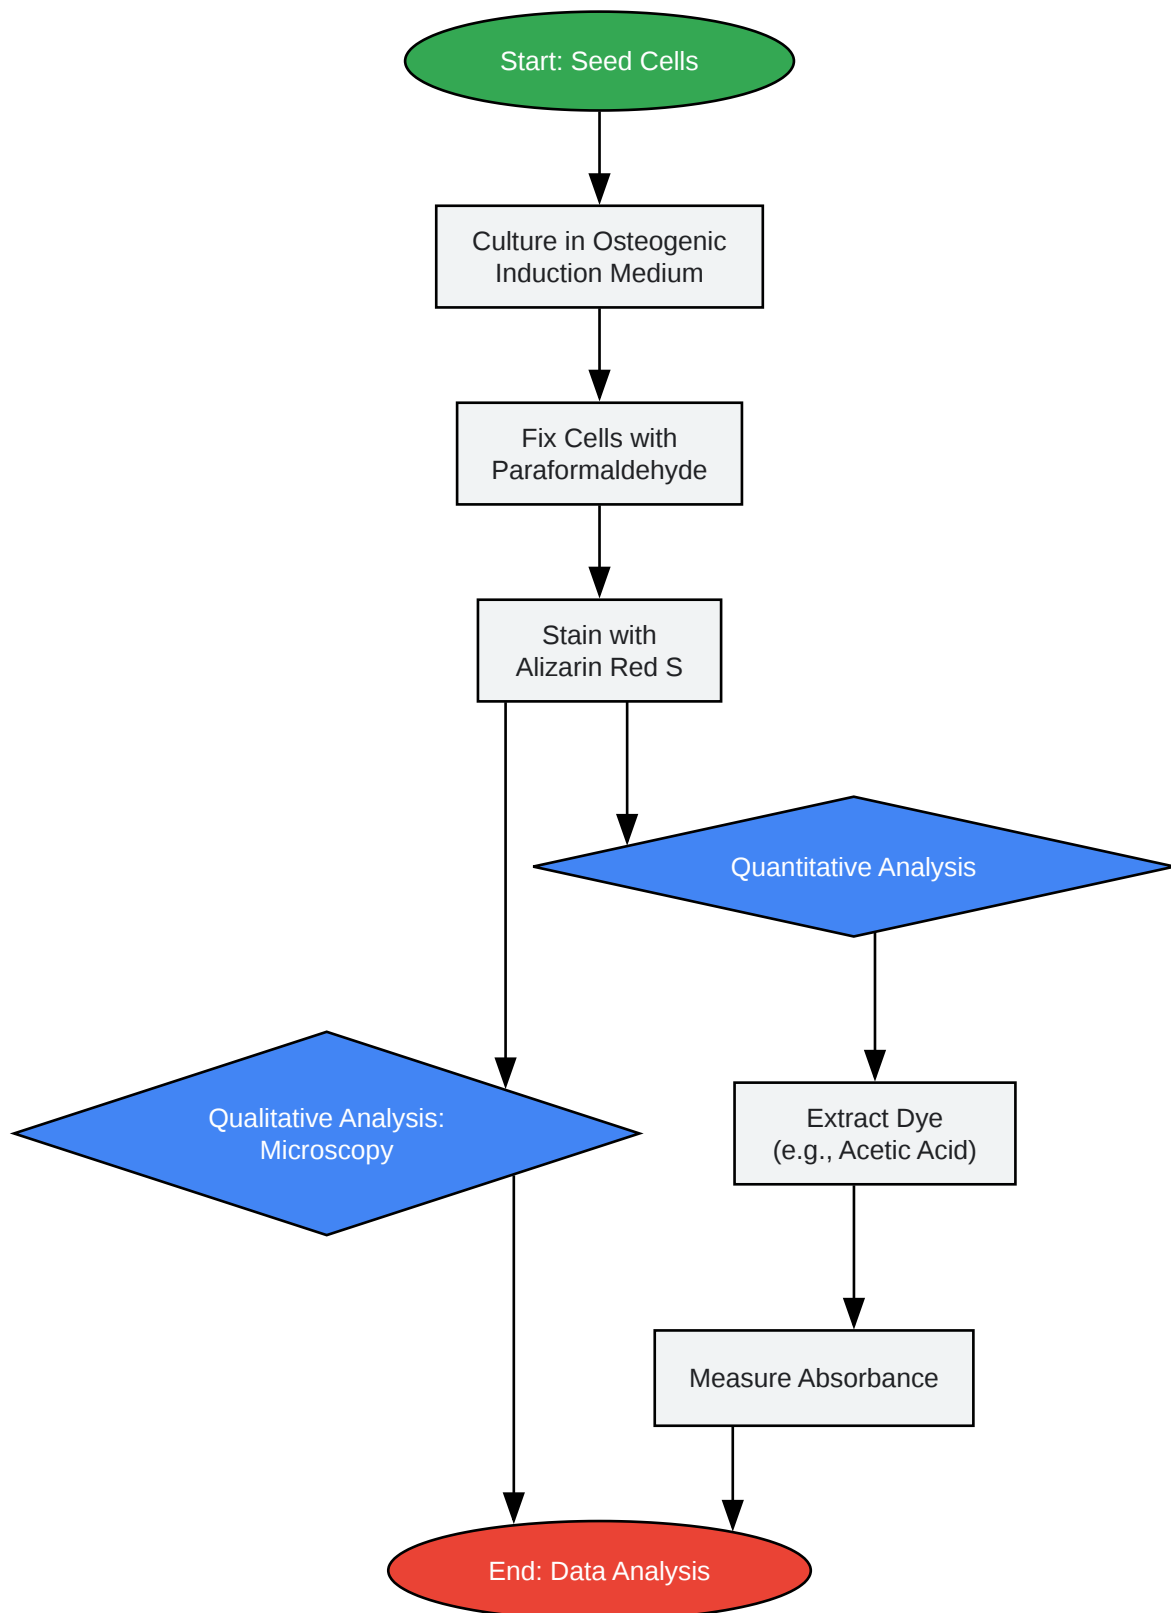 Start: Seed Cells
Culture in Osteogenic
Induction Medium
Fix Cells with
Paraformaldehyde
Stain with
Alizarin Red S
Quantitative Analysis
Qualitative Analysis:
Microscopy
Extract Dye
(e.g., Acetic Acid)
Measure Absorbance
End: Data Analysis